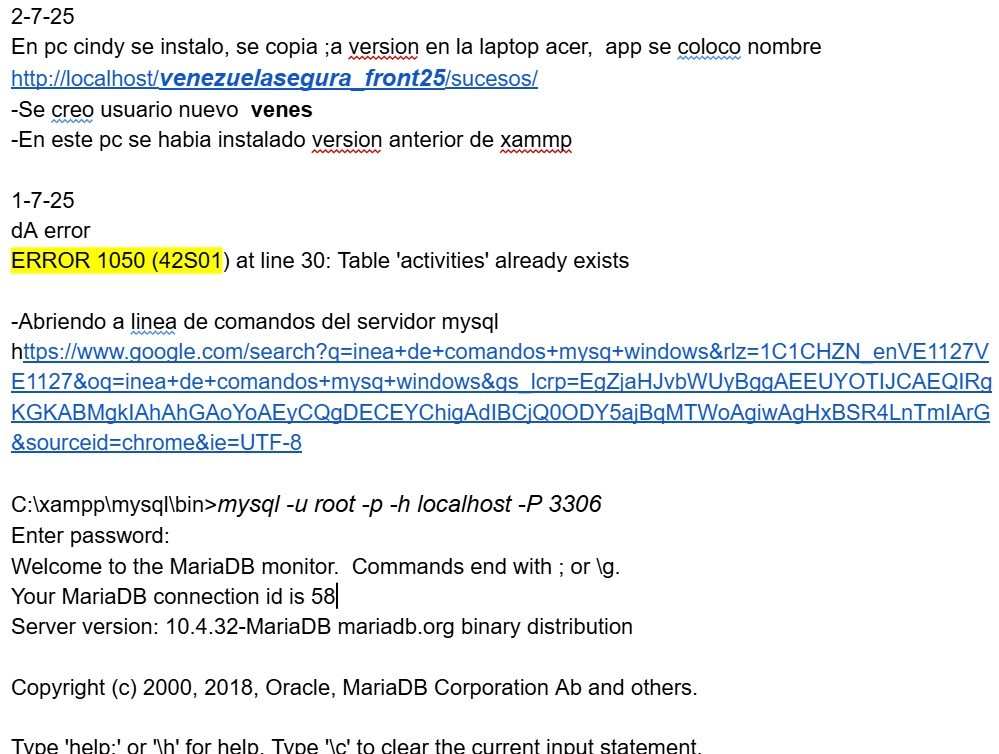 2-7-25
En pc cindy se instalo, se copia ;a version en la laptop acer,  app se coloco nombre
http://localhost/venezuelasegura_front25/sucesos/
-Se creo usuario nuevo  venes
-En este pc se habia instalado version anterior de xammp
1-7-25
dA error
ERROR 1050 (42S01) at line 30: Table 'activities' already exists
-Abriendo a linea de comandos del servidor mysql
https://www.google.com/search?q=inea+de+comandos+mysq+windows&rlz=1C1CHZN_enVE1127V
E1127&oq=inea+de+comandos+mysq+windows&gs_lcrp=EgZjaHJvbWUyBggAEEUYOTIJCAEQIRg
KGKABMgkIAhAhGAoYoAEyCQgDECEYChigAdIBCjQ0ODY5ajBqMTWoAgiwAgHxBSR4LnTmIArG
&sourceid=chrome&ie=UTF-8
C:\xampp\mysql\bin>mysql -u root -p -h localhost -P 3306
Enter password:
Welcome to the MariaDB monitor.  Commands end with ; or \g.
Your MariaDB connection id is 58
Server version: 10.4.32-MariaDB mariadb.org binary distribution
Copyright (c) 2000, 2018, Oracle, MariaDB Corporation Ab and others.
Type 'help;' or '\h' for help. Type '\c' to clear the current input statement.